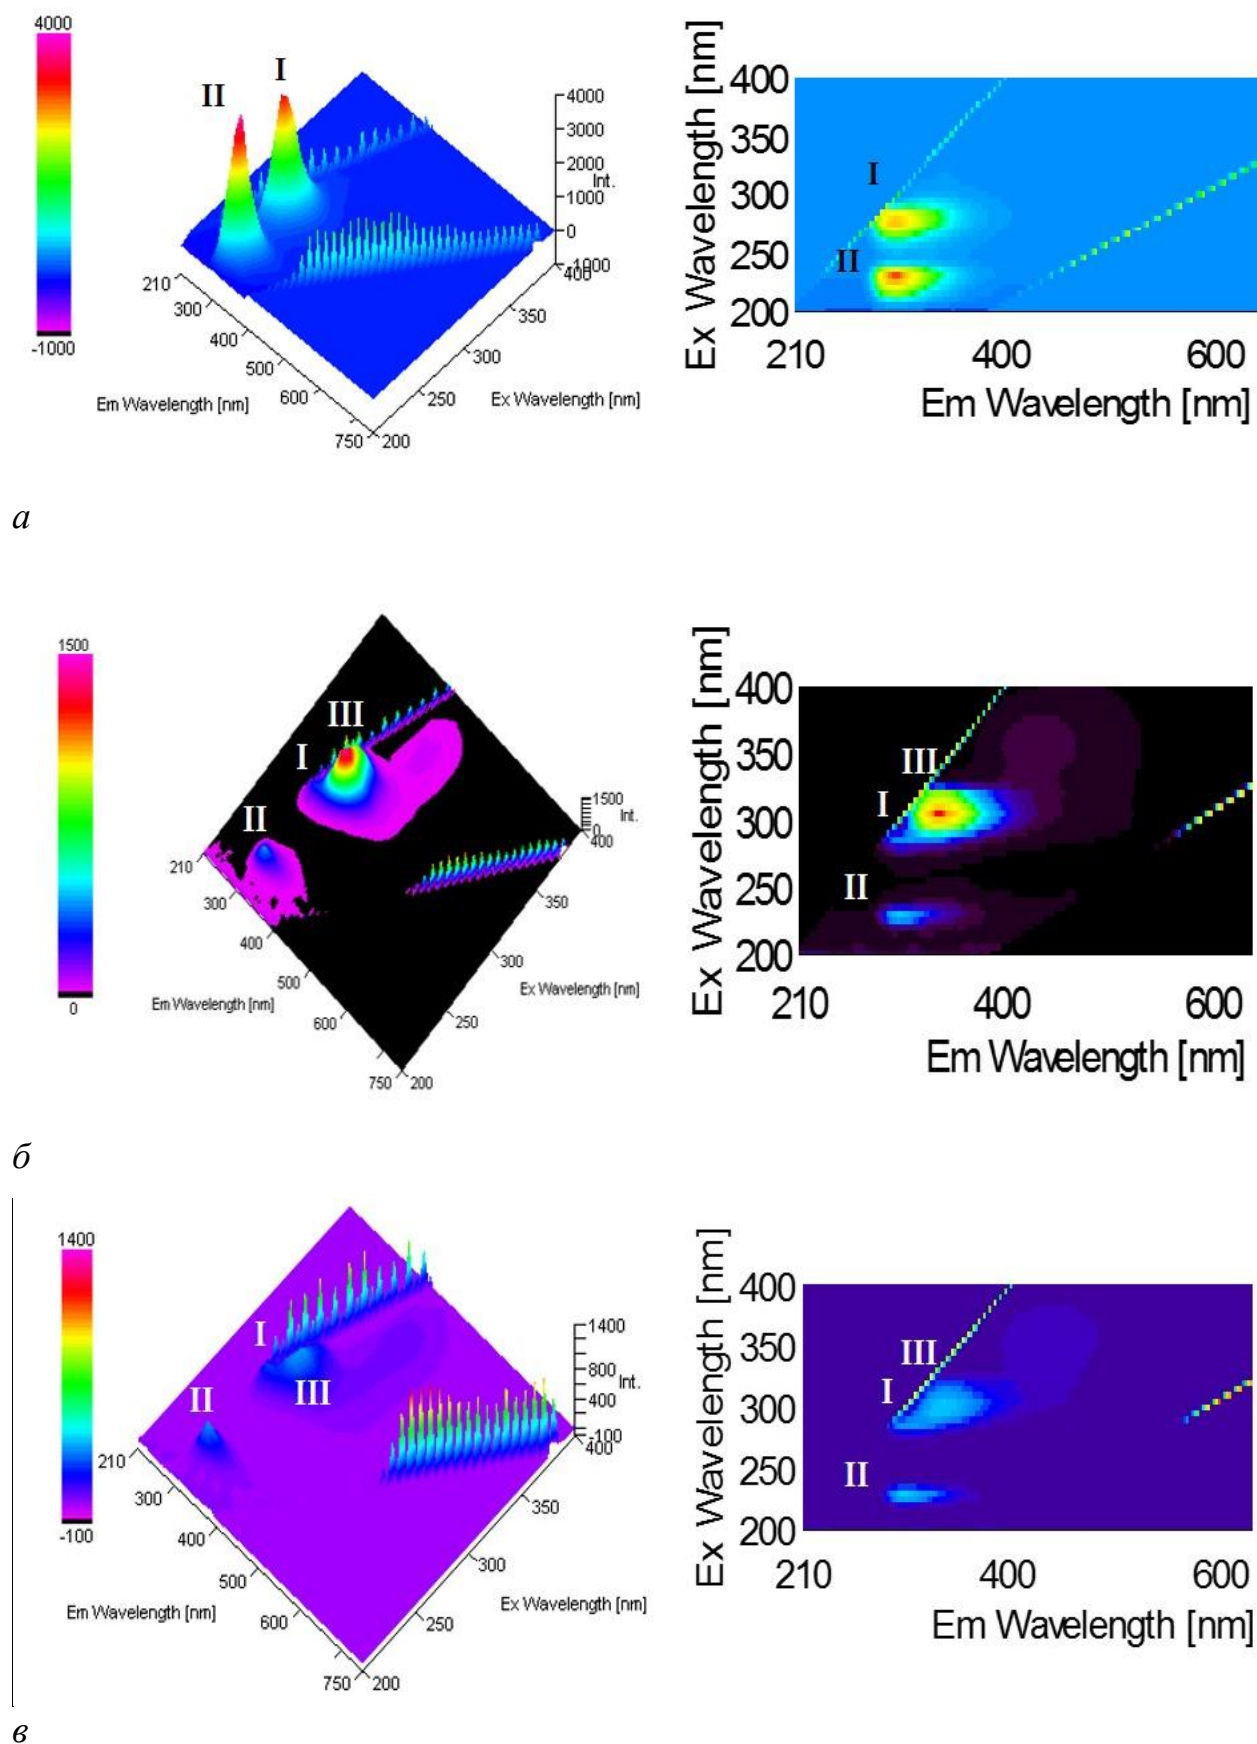 4000
-1000
I
II
4000
3000
2000
1000
0
-1000
Int.
210
300
400
500
600
750
200
250
300
350
400
Em Wavelength [nm]
Ex Wavelength [nm]
Ex Wavelength [nm]
400
350
300
250
200
I
II
210
400
600
Em Wavelength [nm]
а
1500
0
III
I
II
1500
0
Int.
210
300
400
500
600
750
200
250
300
350
400
Em Wavelength [nm]
Ex Wavelength [nm]
Ex Wavelength [nm]
400
350
300
250
200
III
I
II
210
400
600
Em Wavelength [nm]
б
1400
-100
I
II
III
1400
800
400
-100
Int.
210
300
400
500
600
750
200
250
300
350
400
Em Wavelength [nm]
Ex Wavelength [nm]
Ex Wavelength [nm]
400
350
300
250
200
III
I
II
210
400
600
Em Wavelength [nm]
в